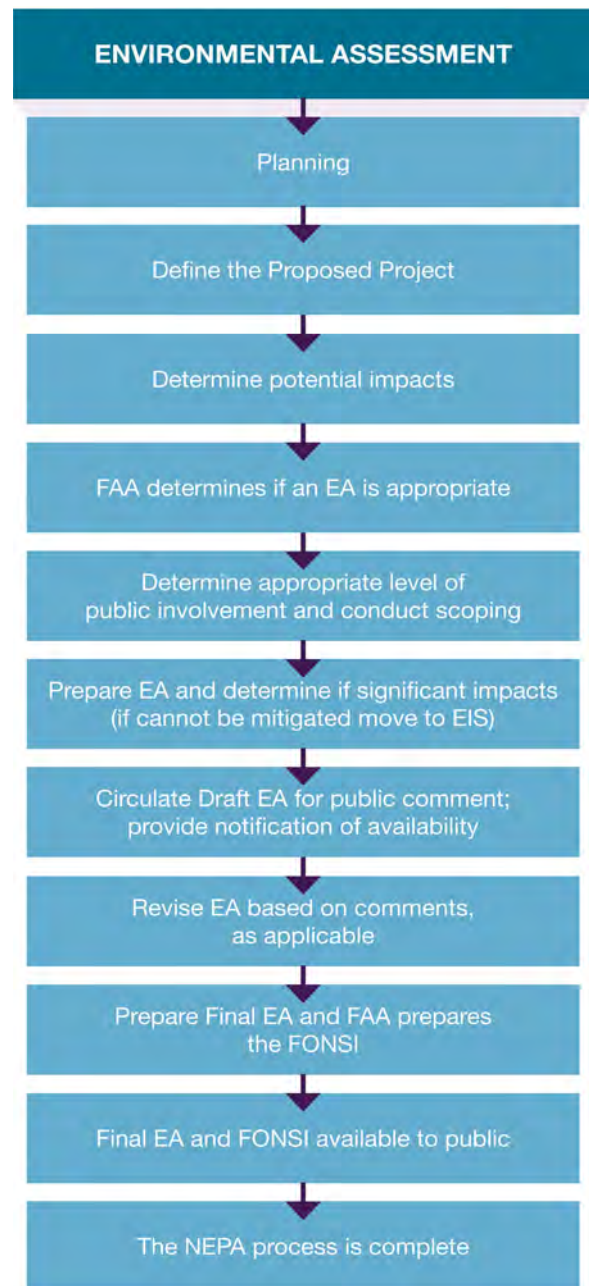 ENVIRONMENTAL ASSESSMENT
Planning
Define the Proposed Project
Determine potential impacts
FAA determines if an EA is appropriate
Determine appropriate level of
public involvement and conduct scoping
Prepare EA and determine if significant impacts
(if cannot be mitigated move to EIS)
Circulate Draft EA for public comment;
provide notification of availability
Revise EA based on comments,
as applicable
Prepare Final EA and FAA prepares
the FONSI
Final EA and FONSI available to public
The NEPA process is complete